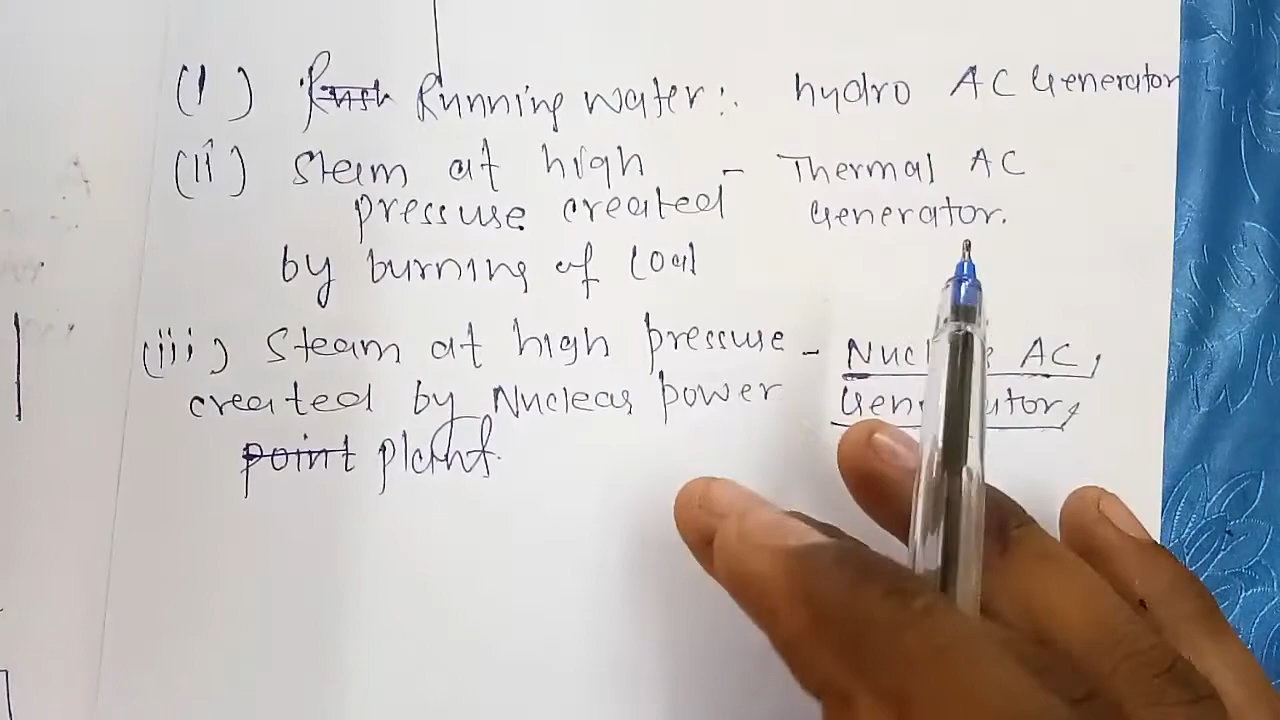 (i) Running water:. hydro AC Generator
(ii) Steam at high - Thermal AC
pressure created Generator.
by burning of coal
(iii) Steam at high pressure - AC,
created by Nuclear power
point plant.